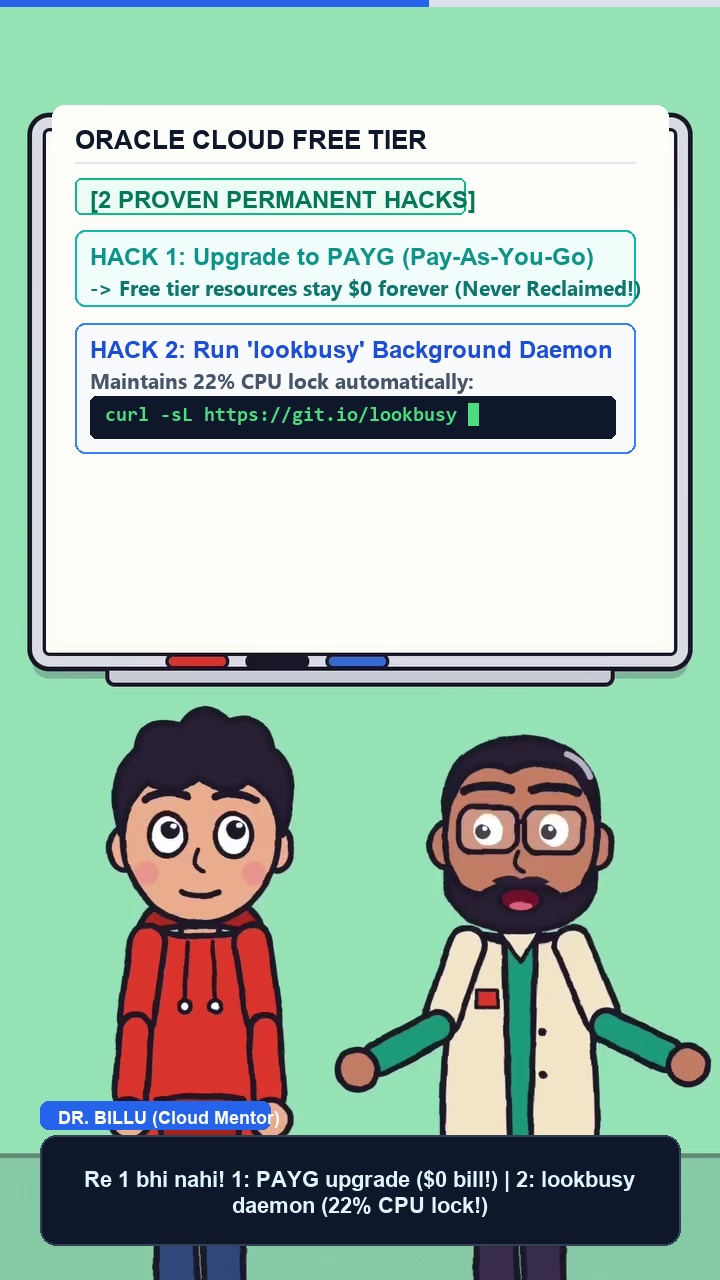 ORACLE CLOUD FREE TIER
[2 PROVEN PERMANENT HACKS]
HACK 1: Upgrade to PAYG (Pay-As-You-Go)
-> Free tier resources stay $0 forever (Never Reclaimed!)
HACK 2: Run 'lookbusy' Background Daemon
Maintains 22% CPU lock automatically:
curl -sL https://git.io/lookbusy
DR. BILLU (Cloud Mentor)
Re 1 bhi nahi! 1: PAYG upgrade ($0 bill!) | 2: lookbusy
daemon (22% CPU lock!)